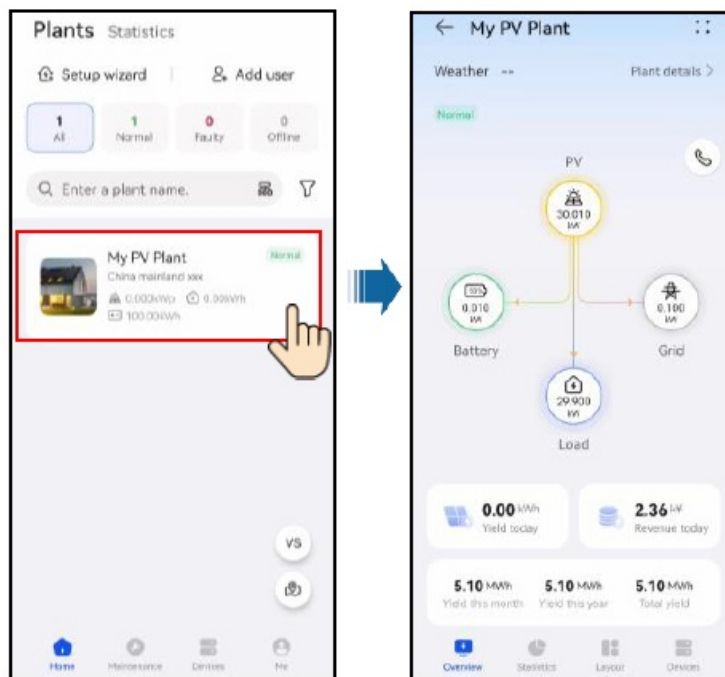 Plants Statistics
Setup wizard Add user
1 1 0 0
All Normal Faulty Offline
Enter a plant name.
My PV Plant Normal
China mainland xxx
0.000kWp 0.00kWh
100.00kWh
VS
Home Maintenance Devices Me
My PV Plant
Weather -- Plant details >
Normal
PV
30.010
kW
0.010
kW
0.100
kW
Battery Grid
29.900
kW
Load
0.00 kWh 2.36 k¥
Yield today Revenue today
5.10 MWh 5.10 MWh 5.10 MWh
Yield this month Yield this year Total yield
Overview Statistics Layout Devices